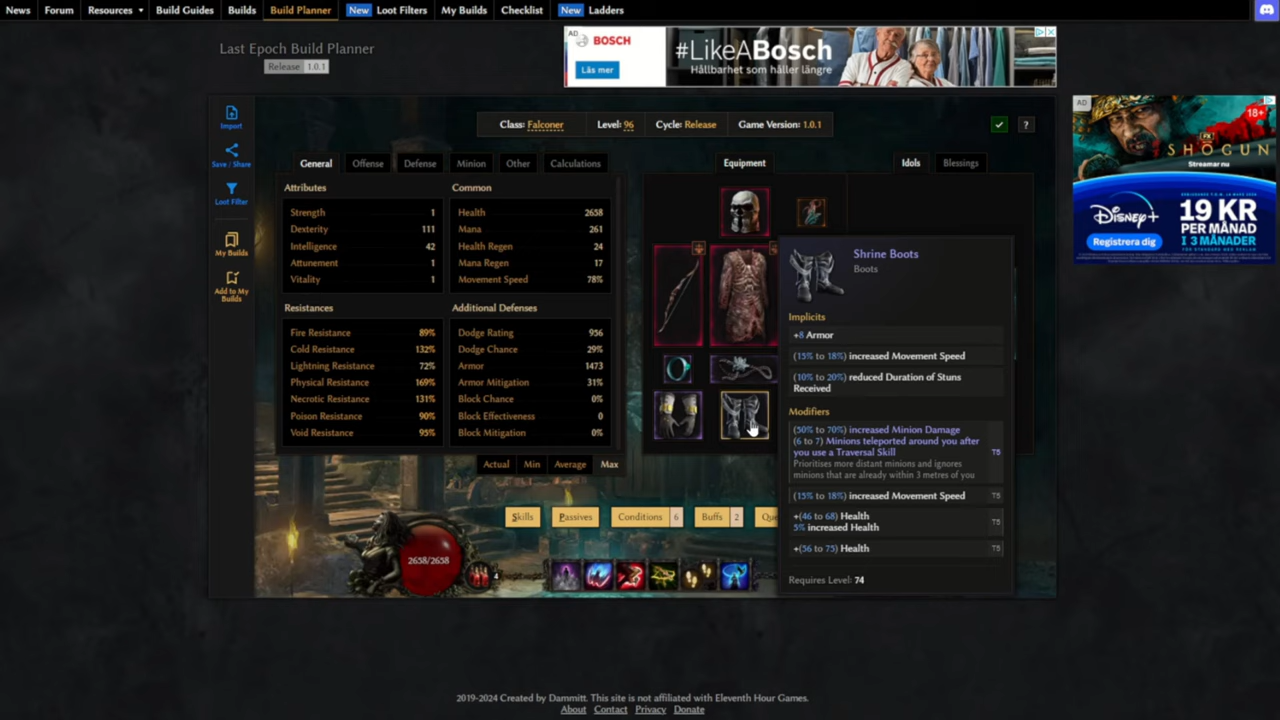 News
Forum
Resources
Build Guides
Builds
Build Planner
New
Loot Filters
My Builds
Checklist
New
Ladders
Last Epoch Build Planner
Release 1.0.1
AD
BOSCH
Läs mer
#LikeABosch
Hållbarhet som håller längre
Import
Save / Share
Loot Filter
My Builds
Add to My
Builds
Class: Falconer
Level: 96
Cycle: Release
Game Version: 1.0.1
?
General
Offense
Defense
Minion
Other
Calculations
Equipment
Idols
Blessings
Attributes
Strength 1
Dexterity 111
Intelligence 42
Attunement 1
Vitality 1
Common
Health 2658
Mana 261
Health Regen 24
Mana Regen 17
Movement Speed 78%
Resistances
Fire Resistance 89%
Cold Resistance 132%
Lightning Resistance 72%
Physical Resistance 169%
Necrotic Resistance 131%
Poison Resistance 90%
Void Resistance 95%
Additional Defenses
Dodge Rating 956
Dodge Chance 29%
Armor 1473
Armor Mitigation 31%
Block Chance 0%
Block Effectiveness 0
Block Mitigation 0%
Actual
Min
Average
Max
Skills
Passives
Conditions 6
Buffs 2
2658/2658
4
Shrine Boots
Boots
Implicits
+8 Armor
(15% to 18%) increased Movement Speed
(10% to 20%) reduced Duration of Stuns
Received
Modifiers
(50% to 70%) increased Minion Damage
(6 to 7) Minions teleported around you after
you use a Traversal Skill T5
Prioritises more distant minions and ignores
minions that are already within 3 metres of you
(15% to 18%) increased Movement Speed T5
+(46 to 68) Health
5% increased Health T5
+(56 to 75) Health T5
Requires Level: 74
AD
18+
FX
SHŌGUN
Streamar nu
Disney+
Registrera dig
19 KR
PER MÅNAD
I 3 MÅNADER
2019-2024 Created by Dammitt. This site is not affiliated with Eleventh Hour Games.
About Contact Privacy Donate